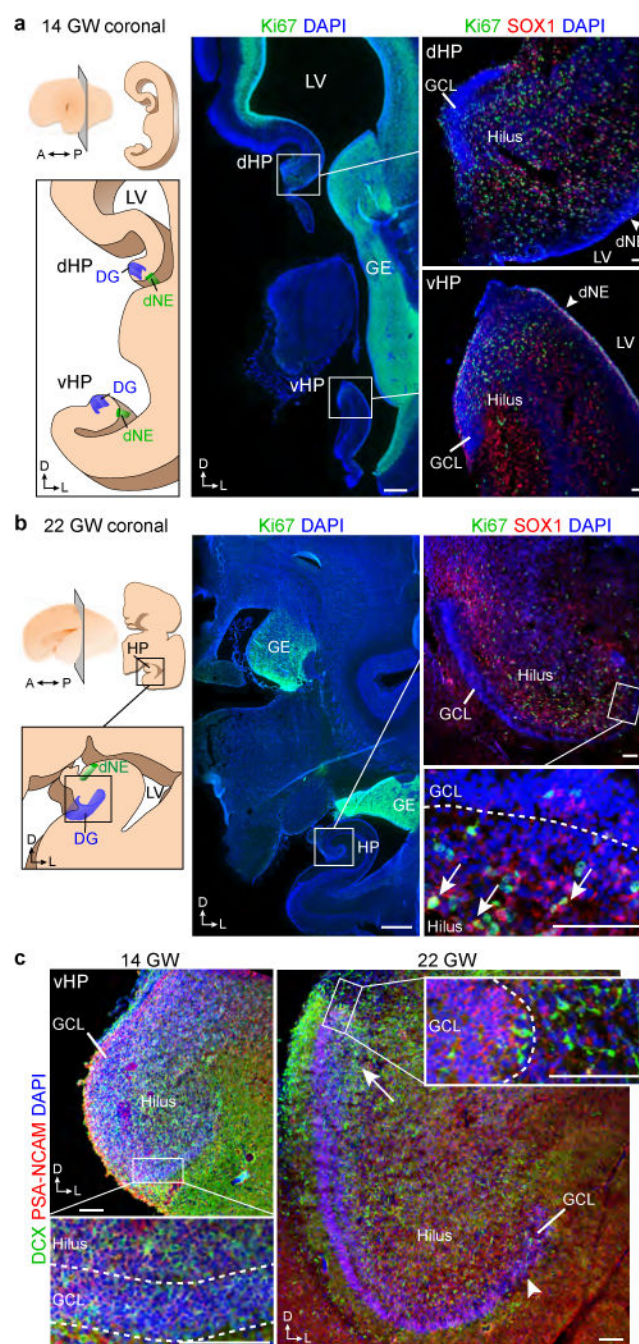 a
14 GW coronal
A P
LV
dHP
DG
dNE
vHP
DG
dNE
D
L
Ki67 DAPI
LV
dHP
GE
vHP
D
L
Ki67 SOX1 DAPI
dHP
GCL
Hilus
dNE
LV
vHP
dNE
LV
Hilus
GCL
b
22 GW coronal
HP
A P
dNE
LV
DG
D
L
Ki67 DAPI
GE
GE
HP
D
L
Ki67 SOX1 DAPI
Hilus
GCL
GCL
Hilus
c
14 GW
vHP
GCL
Hilus
D
L
DCX PSA-NCAM DAPI
Hilus
GCL
22 GW
GCL
GCL
Hilus